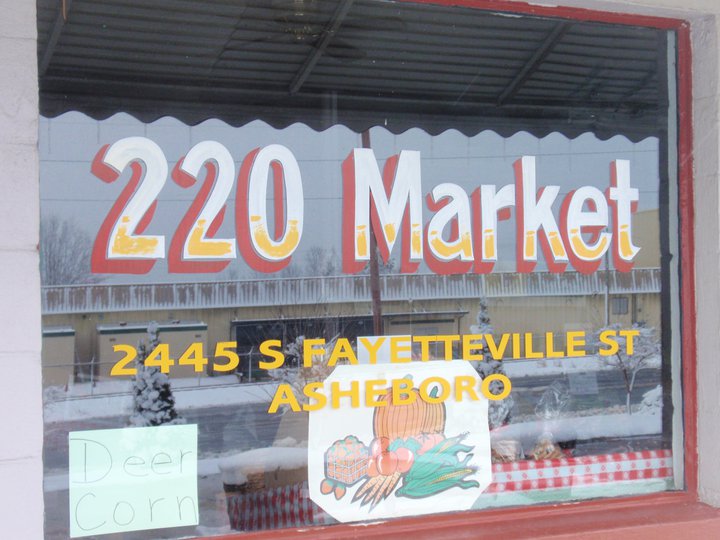 220 Market
2445 S FAYETTEVILLE ST
ASHEBORO
Deer
Corn